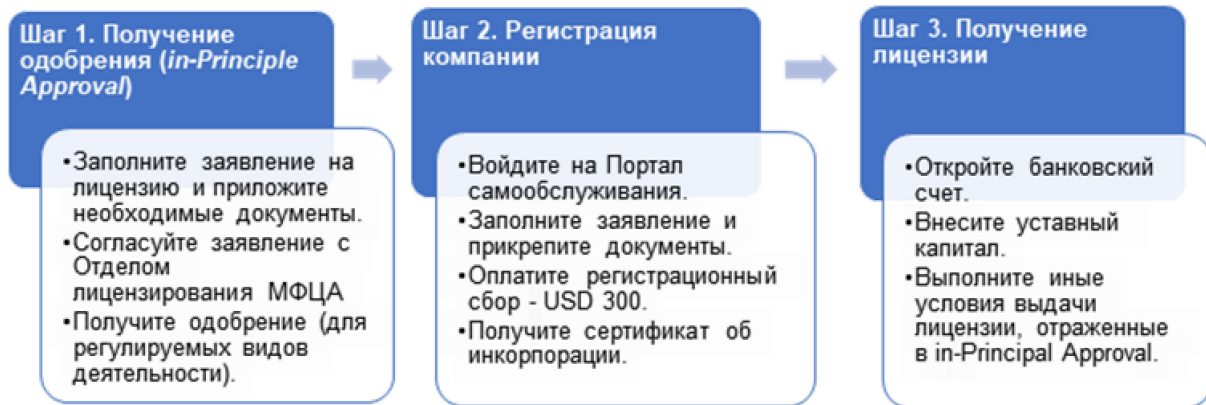 Шаг 1. Получение
одобрения (in-Principle
Approval)
•Заполните заявление на
лицензию и приложите
необходимые документы.
•Согласуйте заявление с
Отделом
лицензирования МФЦА
•Получите одобрение (для
регулируемых видов
деятельности).
Шаг 2. Регистрация
компании
•Войдите на Портал
самообслуживания.
•Заполните заявление и
прикрепите документы.
•Оплатите регистрационный
сбор - USD 300.
•Получите сертификат об
инкорпорации.
Шаг 3. Получение
лицензии
•Откройте банковский
счет.
•Внесите уставный
капитал.
•Выполните иные
условия выдачи
лицензии, отраженные
в in-Principal Approval.